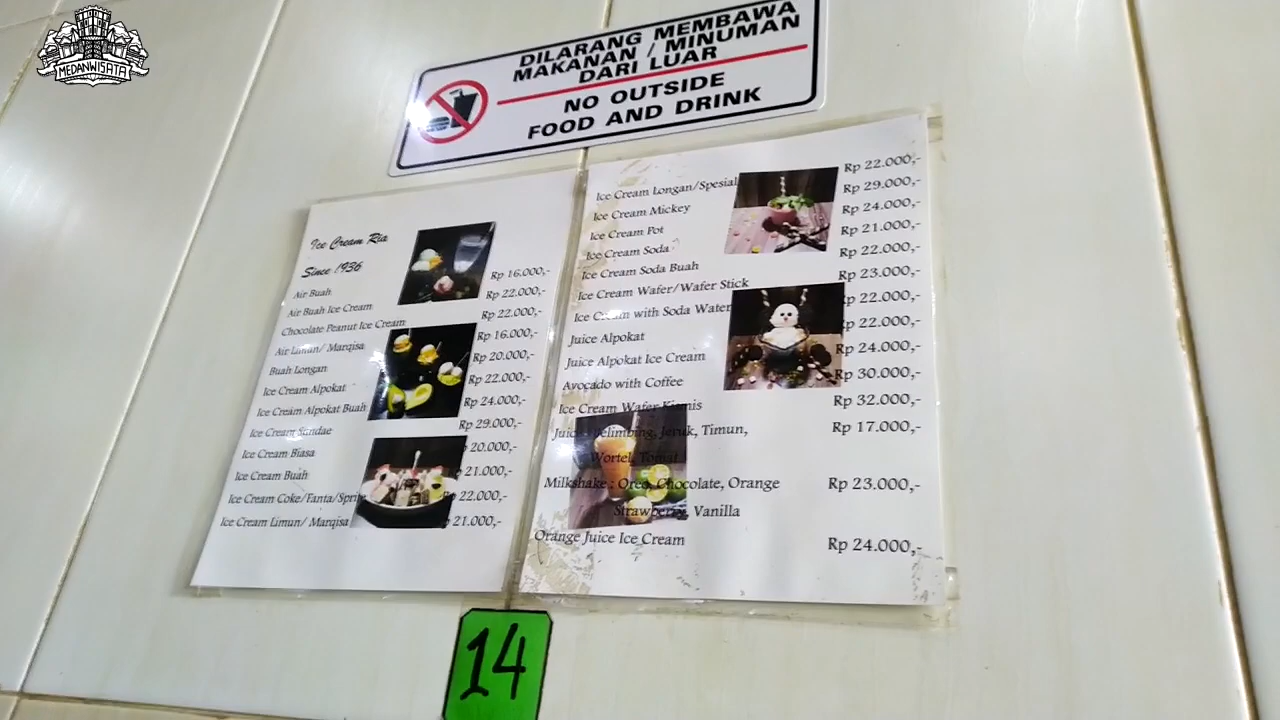 MEDANWISATA
DILARANG MEMBAWA
MAKANAN / MINUMAN
DARI LUAR
NO OUTSIDE
FOOD AND DRINK
Ice Cream Ria
Since 1936
Air Buah Rp 16.000,-
Air Buah Ice Cream Rp 22.000,-
Chocolate Peanut Ice Cream Rp 22.000,-
Air Limun/ Marqisa Rp 16.000,-
Buah Longan Rp 20.000,-
Ice Cream Alpokat Rp 22.000,-
Ice Cream Alpokat Buah Rp 24.000,-
Ice Cream Sundae Rp 29.000,-
Ice Cream Biasa Rp 20.000,-
Ice Cream Buah Rp 21.000,-
Ice Cream Coke/Fanta/Sprite Rp 22.000,-
Ice Cream Limun/ Marqisa Rp 21.000,-
Ice Cream Longan/Spesial Rp 22.000,-
Ice Cream Mickey Rp 29.000,-
Ice Cream Pot Rp 24.000,-
Ice Cream Soda Rp 21.000,-
Ice Cream Soda Buah Rp 22.000,-
Ice Cream Wafer/Wafer Stick Rp 23.000,-
Ice Cream with Soda Water Rp 22.000,-
Juice Alpokat Rp 22.000,-
Juice Alpokat Ice Cream Rp 24.000,-
Avocado with Coffee Rp 30.000,-
Ice Cream Wafer Kismis Rp 32.000,-
Juice : Belimbing, Jeruk, Timun, Rp 17.000,-
Wortel, Tomat
Milkshake : Oreo, Chocolate, Orange Rp 23.000,-
Strawberry, Vanilla
Orange Juice Ice Cream Rp 24.000,-
14